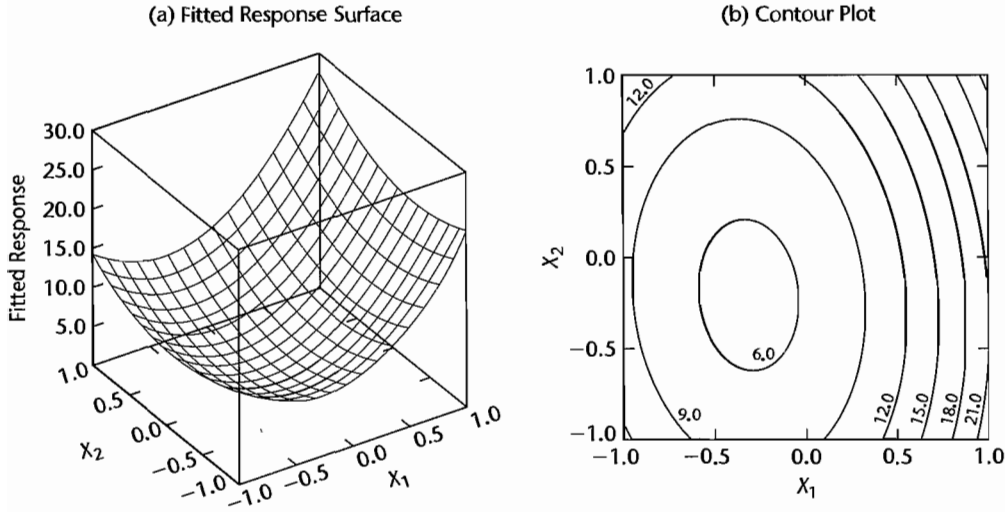 (a) Fitted Response Surface
30.0
25.0
20.0
15.0
10.0
5.0
Fitted Response
1.0
0.5
0.0
−0.5
−1.0
X2
−1.0 −0.5 0.0 0.5 1.0
X1
(b) Contour Plot
1.0
0.5
0.0
−0.5
−1.0
X2
12.0
6.0
9.0
12.0 15.0 18.0 21.0
−1.0 −0.5 0.0 0.5 1.0
X1